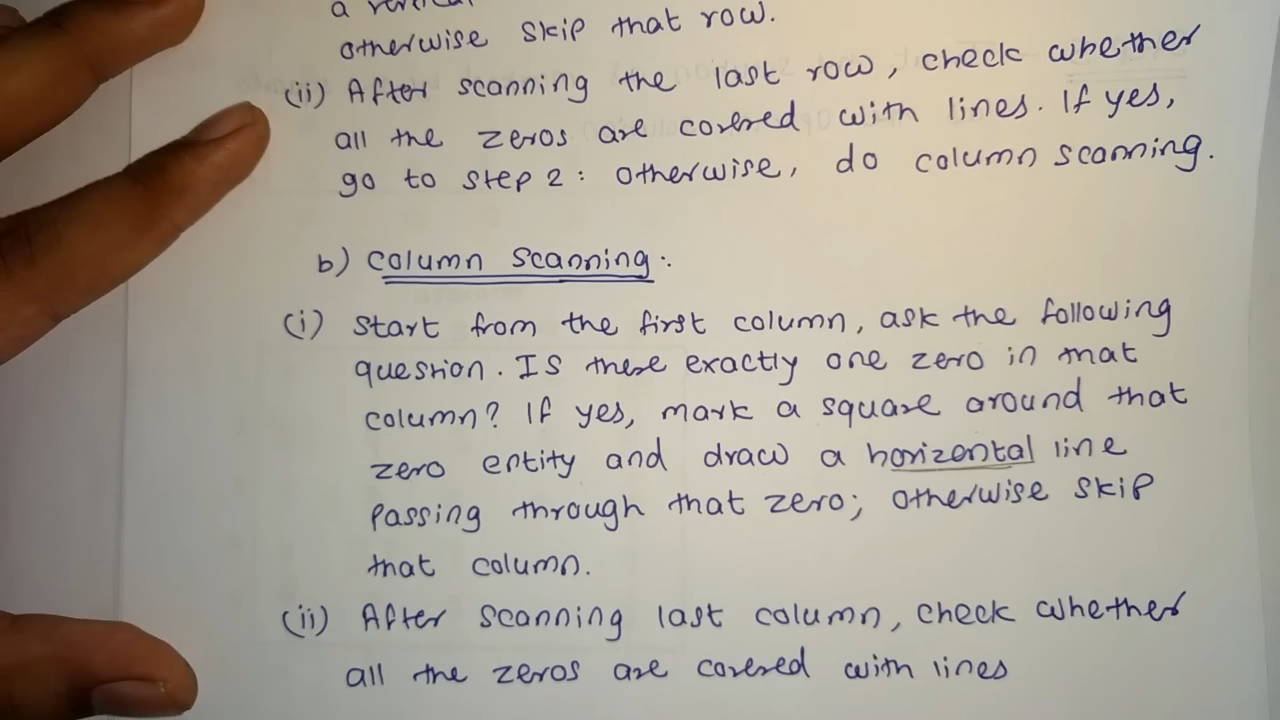 a
otherwise skip that row.
(ii) After scanning the last row, check whether
all the zeros are covered with lines. If yes,
go to step 2: otherwise, do column scanning.
b) Column Scanning:
(i) Start from the first column, ask the following
question. Is there exactly one zero in that
column? If yes, mark a square around that
zero entity and draw a horizental line
passing through that zero; otherwise skip
that column.
(ii) After scanning last column, check whether
all the zeros are covered with lines